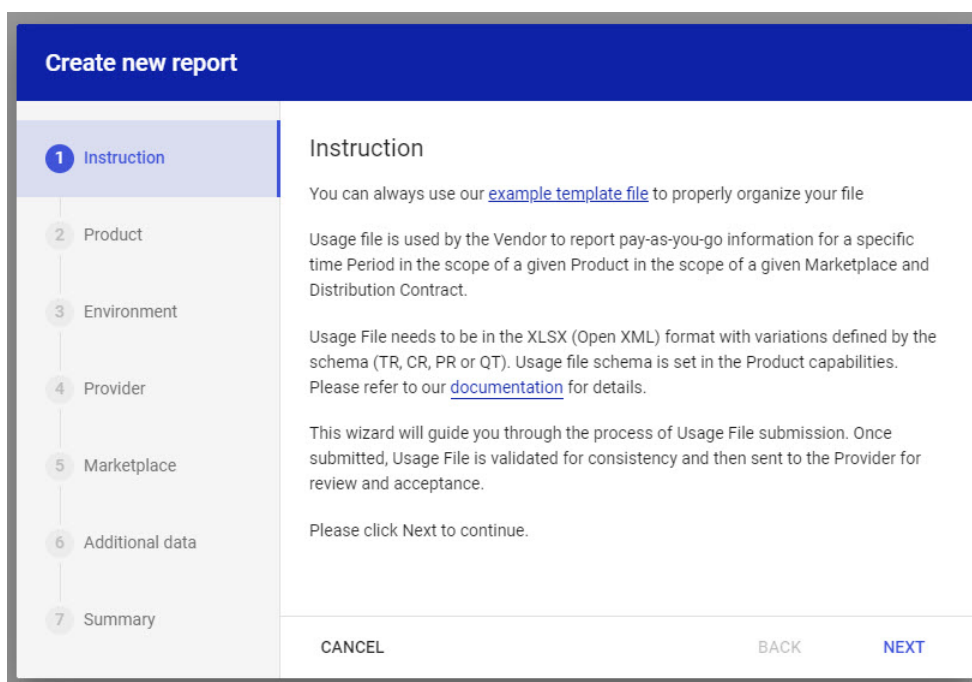 Create new report
1 Instruction
2 Product
3 Environment
4 Provider
5 Marketplace
6 Additional data
7 Summary
Instruction
You can always use our example template file to properly organize your file
Usage file is used by the Vendor to report pay-as-you-go information for a specific
time Period in the scope of a given Product in the scope of a given Marketplace and
Distribution Contract.
Usage File needs to be in the XLSX (Open XML) format with variations defined by the
schema (TR, CR, PR or QT). Usage file schema is set in the Product capabilities.
Please refer to our documentation for details.
This wizard will guide you through the process of Usage File submission. Once
submitted, Usage File is validated for consistency and then sent to the Provider for
review and acceptance.
Please click Next to continue.
CANCEL BACK NEXT